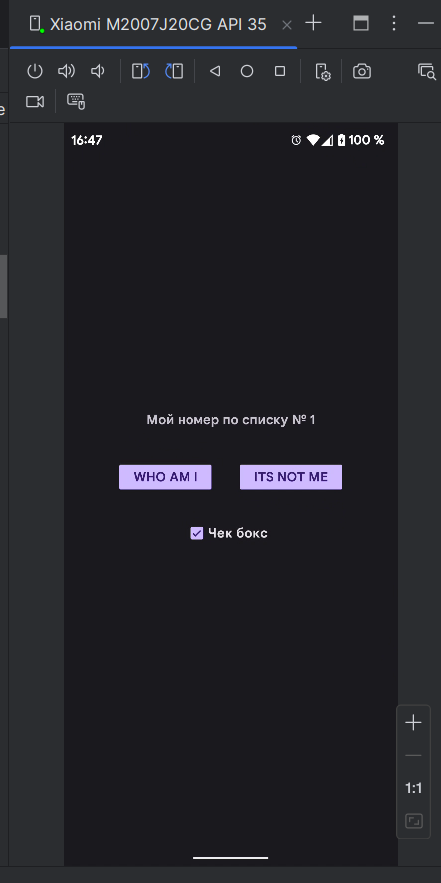 Xiaomi M2007J20CG API 35
e
16:47
100 %
Мой номер по списку № 1
WHO AM I
ITS NOT ME
Чек бокс
1:1